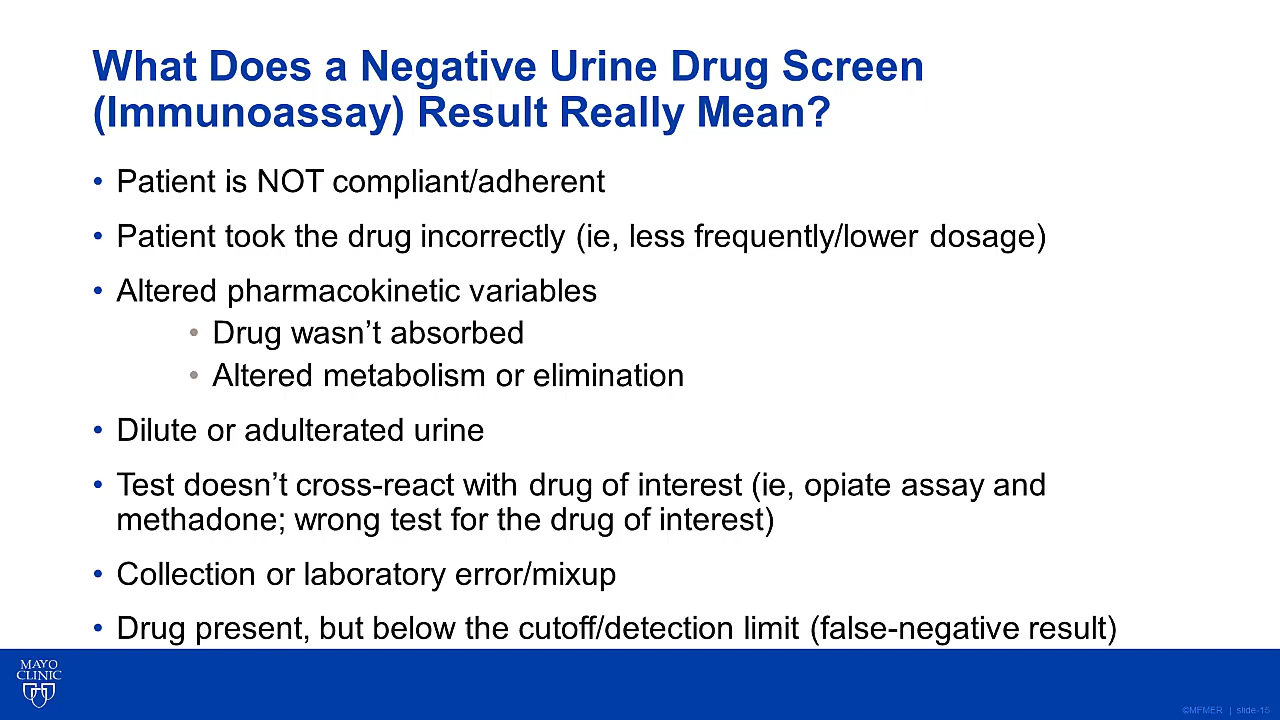 What Does a Negative Urine Drug Screen
(Immunoassay) Result Really Mean?
• Patient is NOT compliant/adherent
• Patient took the drug incorrectly (ie, less frequently/lower dosage)
• Altered pharmacokinetic variables
• Drug wasn’t absorbed
• Altered metabolism or elimination
• Dilute or adulterated urine
• Test doesn’t cross-react with drug of interest (ie, opiate assay and
methadone; wrong test for the drug of interest)
• Collection or laboratory error/mixup
• Drug present, but below the cutoff/detection limit (false-negative result)
MAYO
CLINIC
©MFMER | slide-15